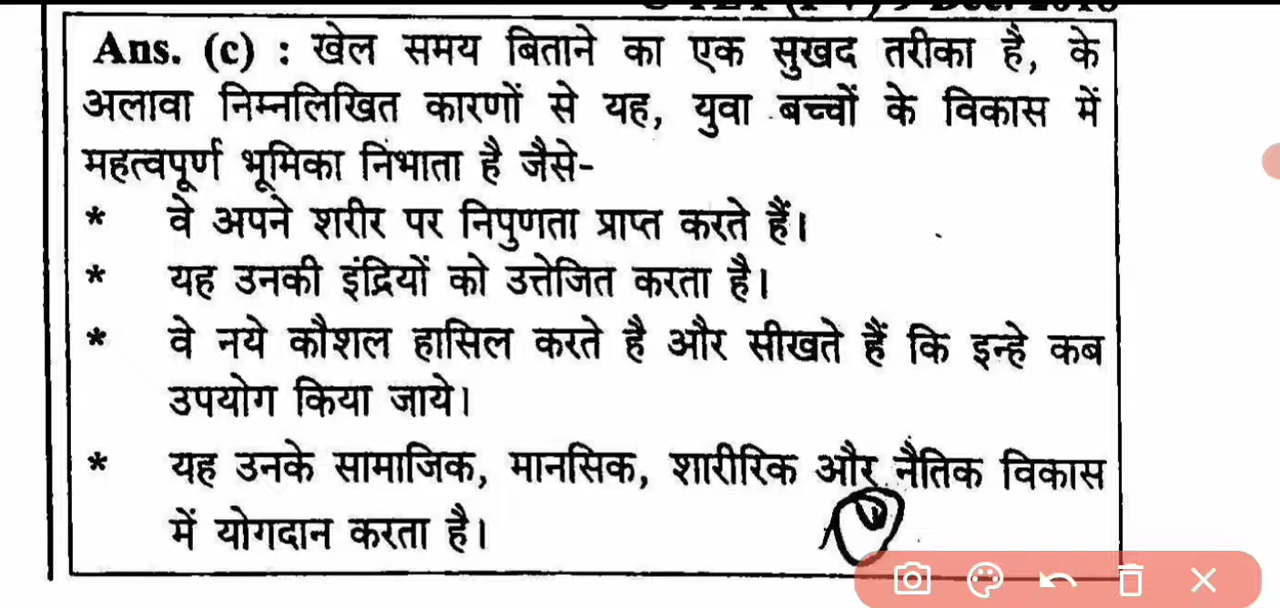 Ans. (c) : खेल समय बिताने का एक सुखद तरीका है, के
अलावा निम्नलिखित कारणों से यह, युवा बच्चों के विकास में
महत्वपूर्ण भूमिका निभाता है जैसे-
* वे अपने शरीर पर निपुणता प्राप्त करते हैं।
* यह उनकी इंद्रियों को उत्तेजित करता है।
* वे नये कौशल हासिल करते है और सीखते हैं कि इन्हे कब
उपयोग किया जाये।
* यह उनके सामाजिक, मानसिक, शारीरिक और नैतिक विकास
में योगदान करता है।